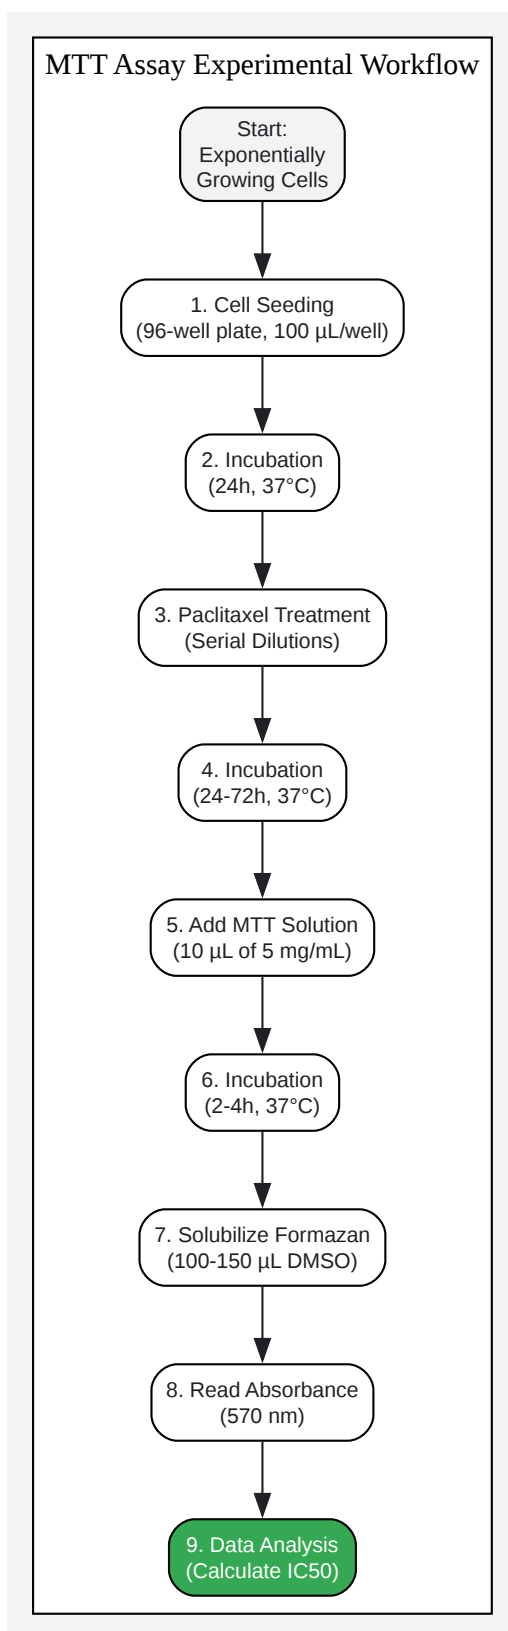 MTT Assay Experimental Workflow
Start:
Exponentially
Growing Cells
1. Cell Seeding
(96-well plate, 100 µL/well)
2. Incubation
(24h, 37°C)
3. Paclitaxel Treatment
(Serial Dilutions)
4. Incubation
(24-72h, 37°C)
5. Add MTT Solution
(10 µL of 5 mg/mL)
6. Incubation
(2-4h, 37°C)
7. Solubilize Formazan
(100-150 µL DMSO)
8. Read Absorbance
(570 nm)
9. Data Analysis
(Calculate IC50)